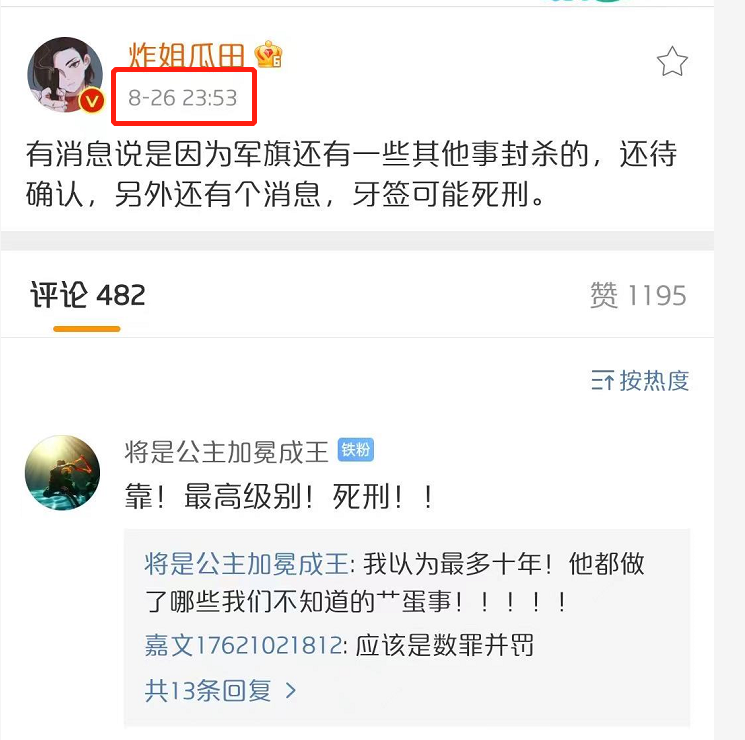 炸姐瓜田
8-26 23:53
有消息说是因为军旗还有一些其他事封杀的，还待
确认，另外还有个消息，牙签可能死刑。
评论 482
赞 1195
按热度
将是公主加冕成王 铁粉
靠！最高级别！死刑！！
将是公主加冕成王: 我以为最多十年！他都做
了哪些我们不知道的艹蛋事！！！！！
嘉文17621021812: 应该是数罪并罚
共13条回复 >